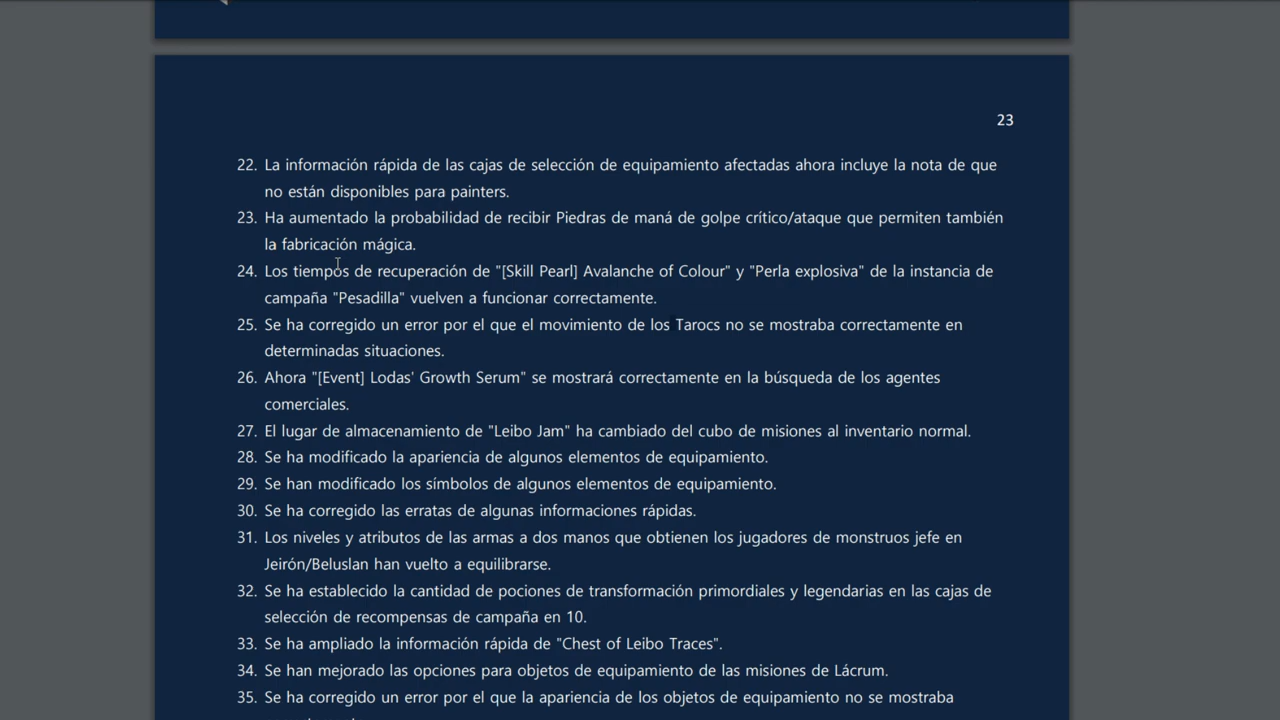 23
22. La información rápida de las cajas de selección de equipamiento afectadas ahora incluye la nota de que
no están disponibles para painters.
23. Ha aumentado la probabilidad de recibir Piedras de maná de golpe crítico/ataque que permiten también
la fabricación mágica.
24. Los tiempos de recuperación de "[Skill Pearl] Avalanche of Colour" y "Perla explosiva" de la instancia de
campaña "Pesadilla" vuelven a funcionar correctamente.
25. Se ha corregido un error por el que el movimiento de los Tarocs no se mostraba correctamente en
determinadas situaciones.
26. Ahora "[Event] Lodas' Growth Serum" se mostrará correctamente en la búsqueda de los agentes
comerciales.
27. El lugar de almacenamiento de "Leibo Jam" ha cambiado del cubo de misiones al inventario normal.
28. Se ha modificado la apariencia de algunos elementos de equipamiento.
29. Se han modificado los símbolos de algunos elementos de equipamiento.
30. Se ha corregido las erratas de algunas informaciones rápidas.
31. Los niveles y atributos de las armas a dos manos que obtienen los jugadores de monstruos jefe en
Jeirón/Beluslan han vuelto a equilibrarse.
32. Se ha establecido la cantidad de pociones de transformación primordiales y legendarias en las cajas de
selección de recompensas de campaña en 10.
33. Se ha ampliado la información rápida de "Chest of Leibo Traces".
34. Se han mejorado las opciones para objetos de equipamiento de las misiones de Lácrum.
35. Se ha corregido un error por el que la apariencia de los objetos de equipamiento no se mostraba